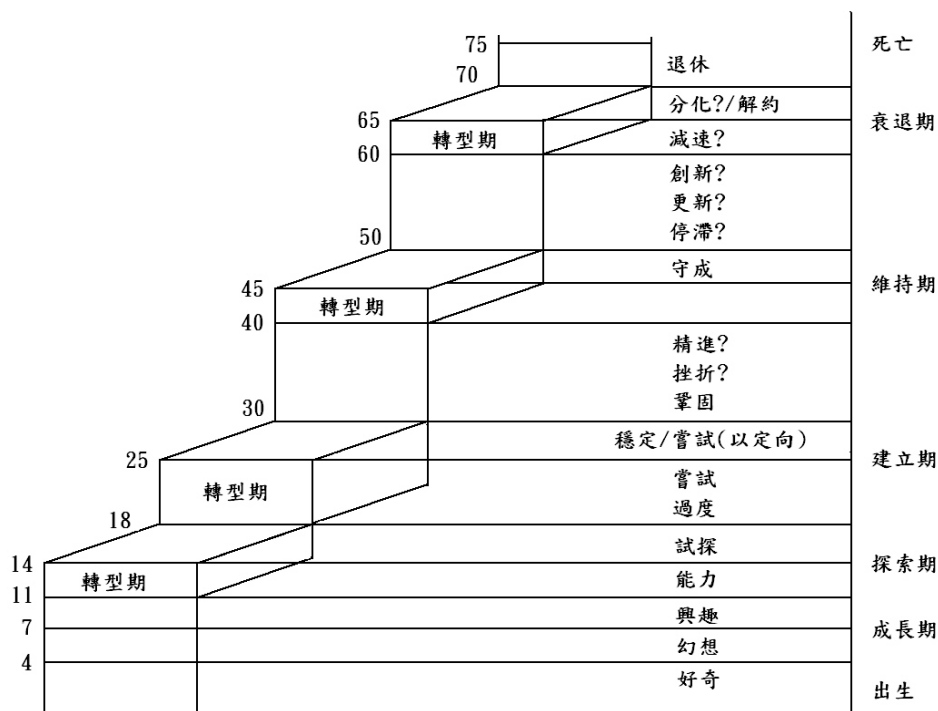 75
死亡
退休
70
分化?/解約
65
衰退期
轉型期
減速?
60
創新?
更新?
停滯?
50
守成
45
維持期
轉型期
40
精進?
挫折?
鞏固
30
穩定/嘗試(以定向)
25
建立期
轉型期
嘗試
過度
18
試探
14
探索期
轉型期
能力
11
興趣
7
成長期
幻想
4
好奇
出生